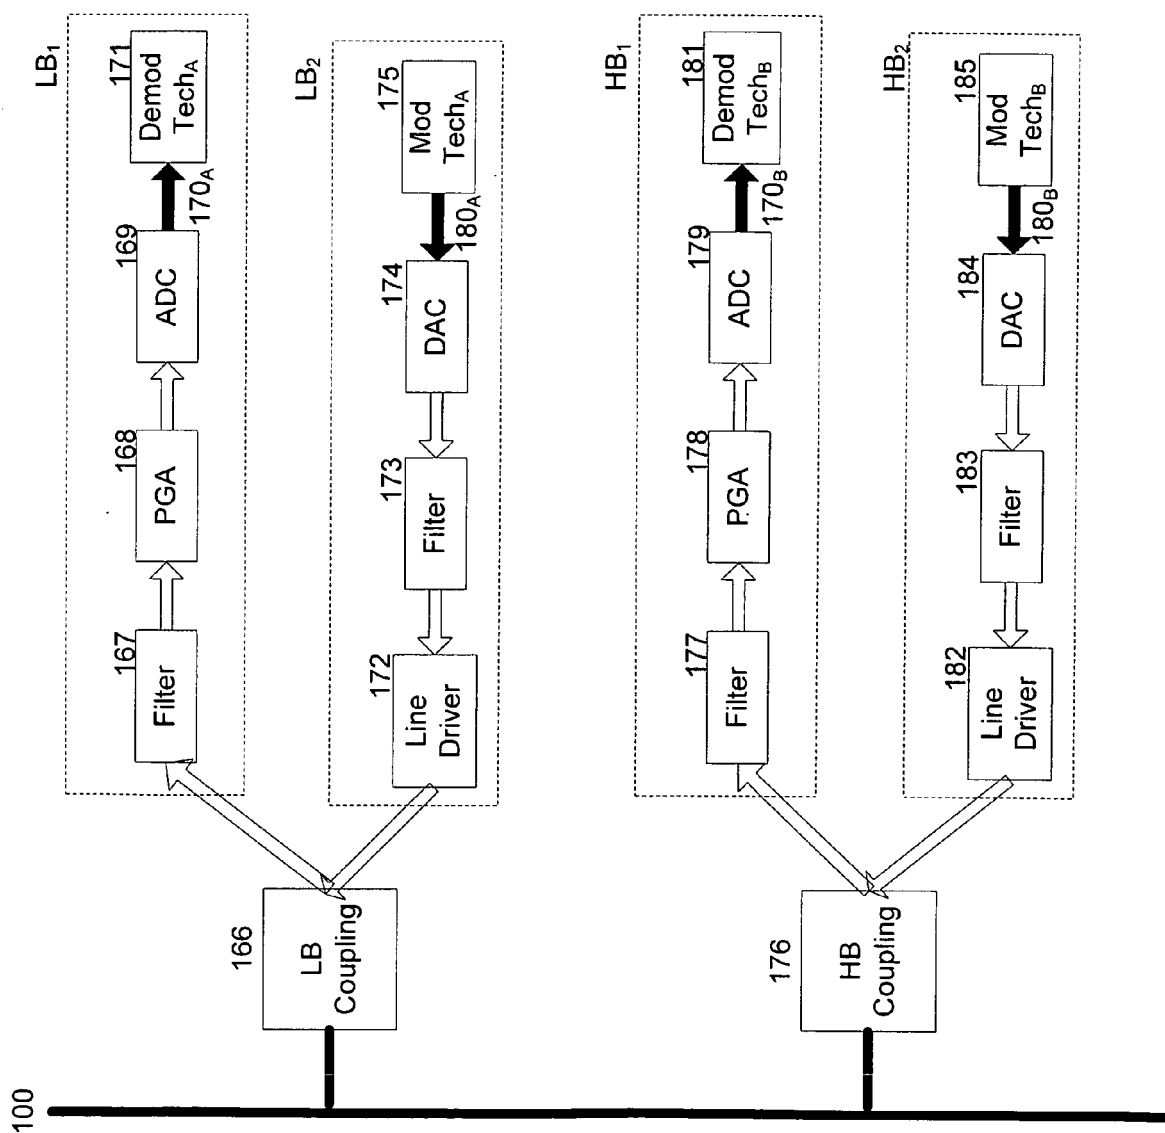 LB1
171
Demod
TechA
170A
169
ADC
168
PGA
167
Filter
LB2
175
Mod
TechA
180A
174
DAC
173
Filter
172
Line
Driver
166
LB
Coupling
HB1
181
Demod
TechB
170B
179
ADC
178
PGA
177
Filter
HB2
185
Mod
TechB
180B
184
DAC
183
Filter
182
Line
Driver
176
HB
Coupling
100